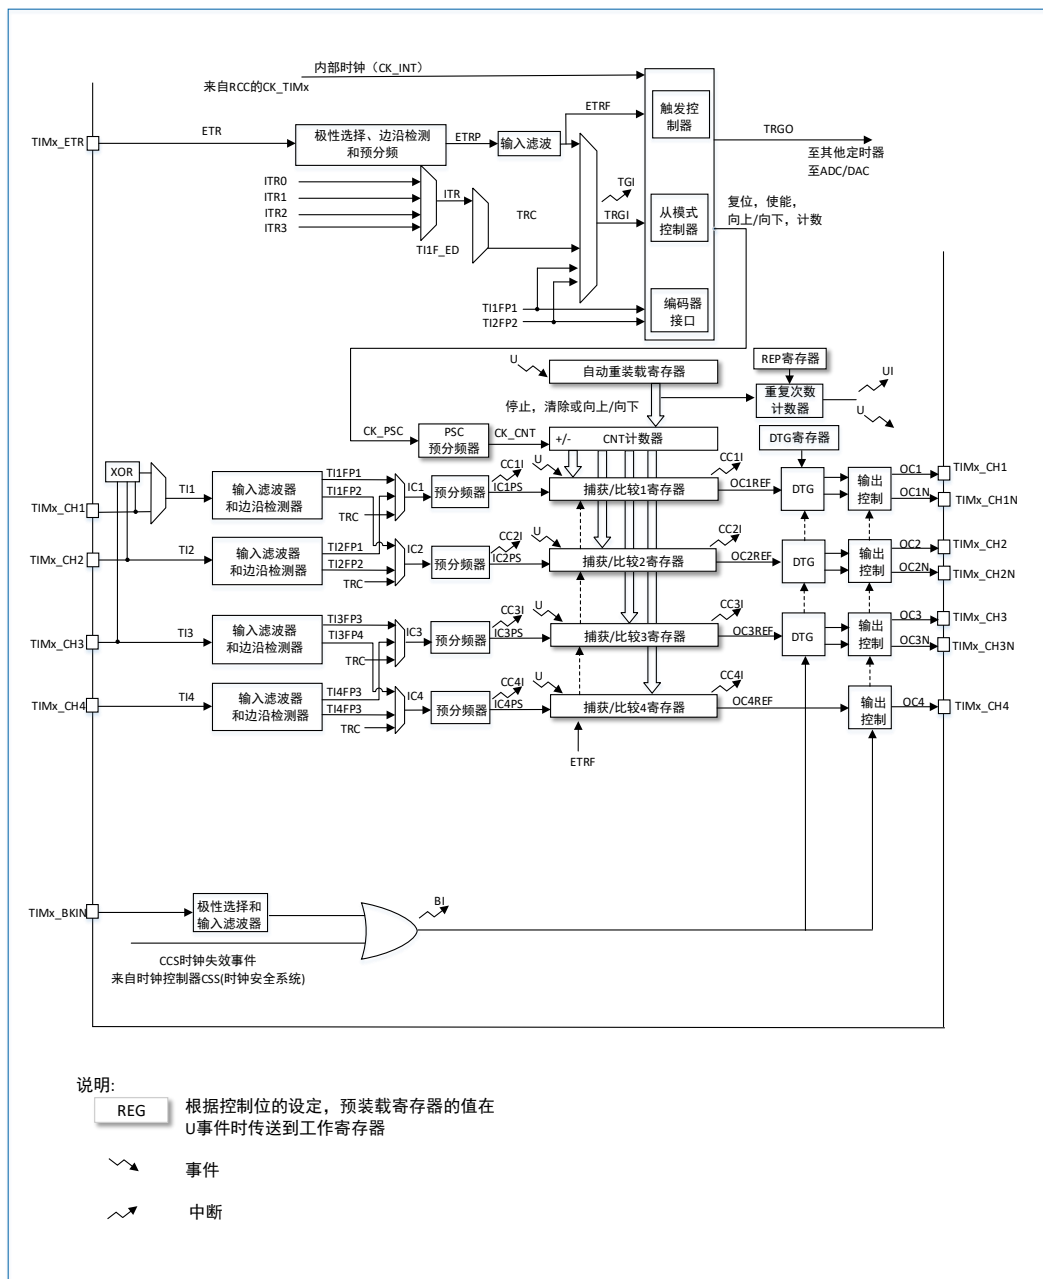 内部时钟（CK_INT）
来自RCC的CK_TIMx
触发控
制器
TIMx_ETR
ETR
极性选择、边沿检测
和预分频
ETRP
输入滤波
ETRF
TRGO
至其他定时器
至ADC/DAC
ITR0
ITR1
ITR2
ITR3
ITR
TI1F_ED
TRC
TGI
TRGI
从模式
控制器
复位，使能，
向上/向下，计数
TI1FP1
TI2FP2
编码器
接口
U
自动重装载寄存器
REP寄存器
重复次数
计数器
UI
U
停止，清除或向上/向下
CK_PSC
PSC
预分频器
CK_CNT
+/-
CNT计数器
DTG寄存器
XOR
TIMx_CH1
TI1
输入滤波器
和边沿检测器
TI1FP1
TI1FP2
TRC
IC1
预分频器
CC1I
IC1PS
U
捕获/比较1寄存器
CC1I
OC1REF
DTG
输出
控制
OC1
OC1N
TIMx_CH1
TIMx_CH1N
TIMx_CH2
TI2
输入滤波器
和边沿检测器
TI2FP1
TI2FP2
TRC
IC2
预分频器
CC2I
IC2PS
U
捕获/比较2寄存器
CC2I
OC2REF
DTG
输出
控制
OC2
OC2N
TIMx_CH2
TIMx_CH2N
TIMx_CH3
TI3
输入滤波器
和边沿检测器
TI3FP3
TI3FP4
TRC
IC3
预分频器
CC3I
IC3PS
U
捕获/比较3寄存器
CC3I
OC3REF
DTG
输出
控制
OC3
OC3N
TIMx_CH3
TIMx_CH3N
TIMx_CH4
TI4
输入滤波器
和边沿检测器
TI4FP3
TI4FP3
TRC
IC4
预分频器
CC4I
IC4PS
U
捕获/比较4寄存器
CC4I
OC4REF
输出
控制
OC4
TIMx_CH4
ETRF
TIMx_BKIN
极性选择和
输入滤波器
BI
CCS时钟失效事件
来自时钟控制器CSS(时钟安全系统)
说明:
REG
根据控制位的设定，预装载寄存器的值在
U事件时传送到工作寄存器
事件
中断